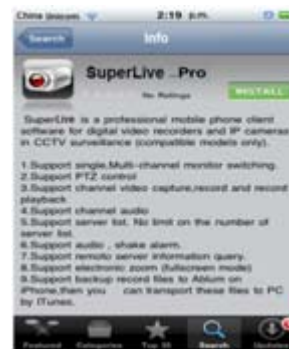 China Unicom 2:19 p.m.
Search Info
SuperLive Pro
No Ratings
INSTALL
SuperLive is a professional mobile phone client
software for digital video recorders and IP cameras
in CCTV surveillance (compatible models only).
1.Support single,Multi-channel monitor switching.
2.Support PTZ control
3.Support channel video capture,record and record
playback
4.Support channel audio
5.Support server list. No limit on the number of
server list.
6.Support audio , shake alarm.
7.Support remote server information query.
8.Support electronic zoom (fullscreen mode)
9.Support backup record files to Ablum on
iPhone,then you can transport these files to PC
by iTunes.
Featured Categories Top 25 Search Updates